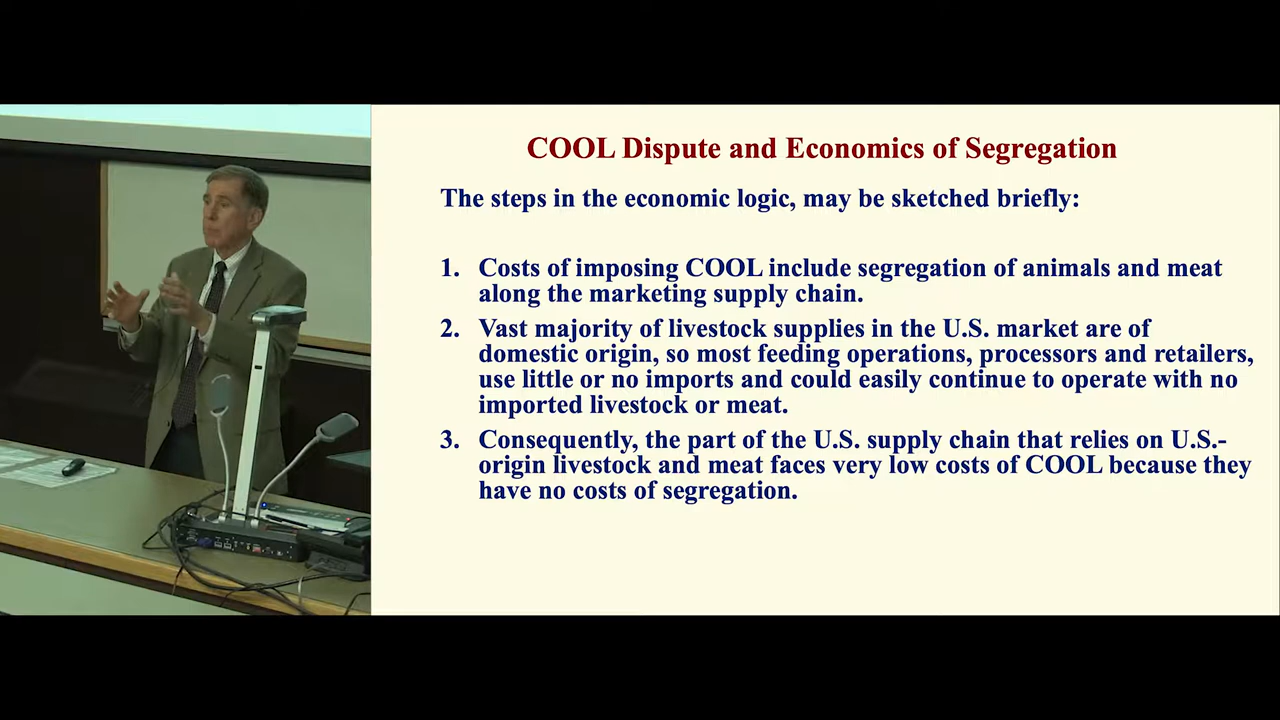 COOL Dispute and Economics of Segregation
The steps in the economic logic, may be sketched briefly:
1. Costs of imposing COOL include segregation of animals and meat
along the marketing supply chain.
2. Vast majority of livestock supplies in the U.S. market are of
domestic origin, so most feeding operations, processors and retailers,
use little or no imports and could easily continue to operate with no
imported livestock or meat.
3. Consequently, the part of the U.S. supply chain that relies on U.S.-
origin livestock and meat faces very low costs of COOL because they
have no costs of segregation.